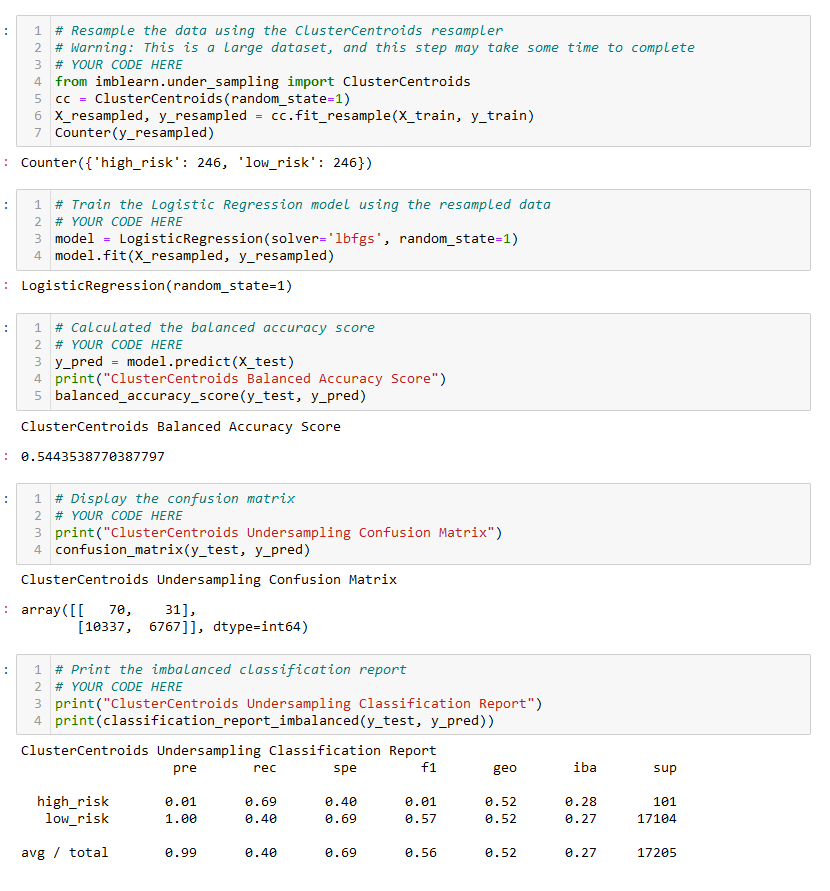 :
1 # Resample the data using the ClusterCentroids resampler
2 # Warning: This is a large dataset, and this step may take some time to complete
3 # YOUR CODE HERE
4 from imblearn.under_sampling import ClusterCentroids
5 cc = ClusterCentroids(random_state=1)
6 X_resampled, y_resampled = cc.fit_resample(X_train, y_train)
7 Counter(y_resampled)
: Counter({'high_risk': 246, 'low_risk': 246})
:
1 # Train the Logistic Regression model using the resampled data
2 # YOUR CODE HERE
3 model = LogisticRegression(solver='lbfgs', random_state=1)
4 model.fit(X_resampled, y_resampled)
: LogisticRegression(random_state=1)
:
1 # Calculated the balanced accuracy score
2 # YOUR CODE HERE
3 y_pred = model.predict(X_test)
4 print("ClusterCentroids Balanced Accuracy Score")
5 balanced_accuracy_score(y_test, y_pred)
ClusterCentroids Balanced Accuracy Score
: 0.5443538770387797
:
1 # Display the confusion matrix
2 # YOUR CODE HERE
3 print("ClusterCentroids Undersampling Confusion Matrix")
4 confusion_matrix(y_test, y_pred)
ClusterCentroids Undersampling Confusion Matrix
: array([[   70,    31],
       [10337,  6767]], dtype=int64)
:
1 # Print the imbalanced classification report
2 # YOUR CODE HERE
3 print("ClusterCentroids Undersampling Classification Report")
4 print(classification_report_imbalanced(y_test, y_pred))
ClusterCentroids Undersampling Classification Report
pre rec spe f1 geo iba sup
high_risk 0.01 0.69 0.40 0.01 0.52 0.28 101
low_risk 1.00 0.40 0.69 0.57 0.52 0.27 17104
avg / total 0.99 0.40 0.69 0.56 0.52 0.27 17205